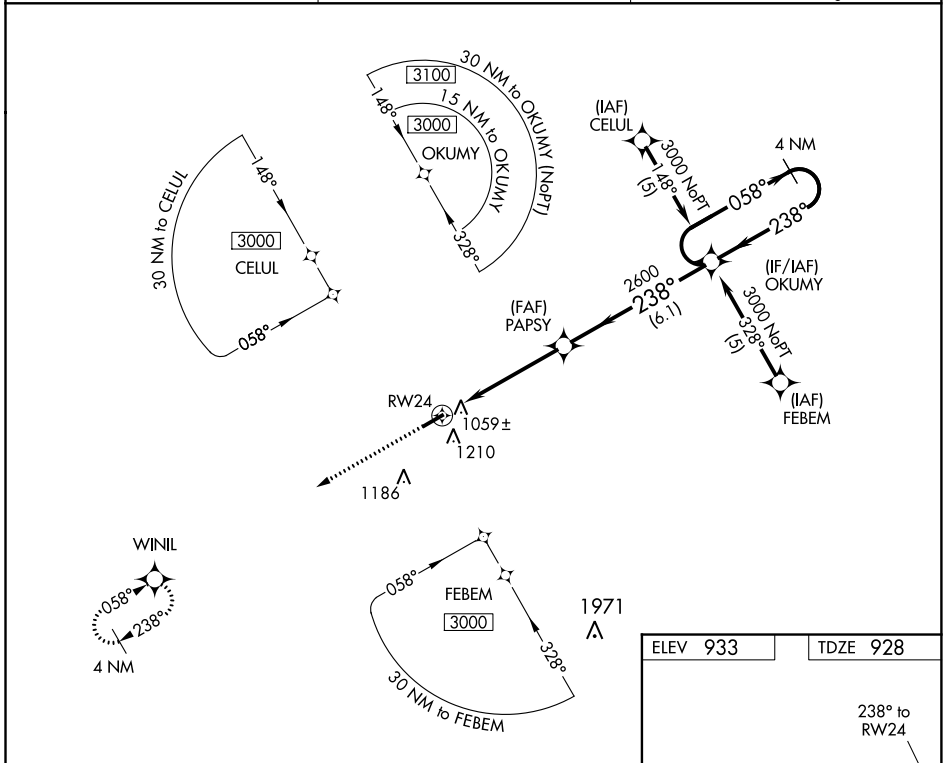 30 NM to OKUMY (NoPT)
3100
15 NM to OKUMY
148°
3000
OKUMY
328°
148°
30 NM to CELUL
3000
CELUL
058°
(IAF)
CELUL
3000 NoPT
148°
(5)
4 NM
058°
238°
(IF/IAF)
OKUMY
2600
238°
(6.1)
(FAF)
PAPSY
3000 NoPT
328°
(5)
(IAF)
FEBEM
RW24
1059±
1210
1186
WINIL
058°
238°
4 NM
058°
FEBEM
3000
328°
30 NM to FEBEM
1971
ELEV 933
TDZE 928
238° to
RW24